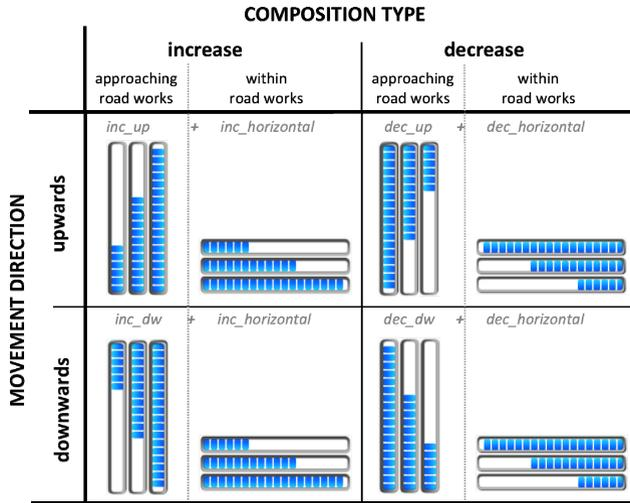 COMPOSITION TYPE
increase
decrease
approaching
road works
within
road works
approaching
road works
within
road works
MOVEMENT DIRECTION
upwards
inc_up + inc_horizontal
dec_up + dec_horizontal
downwards
inc_dw + inc_horizontal
dec_dw + dec_horizontal